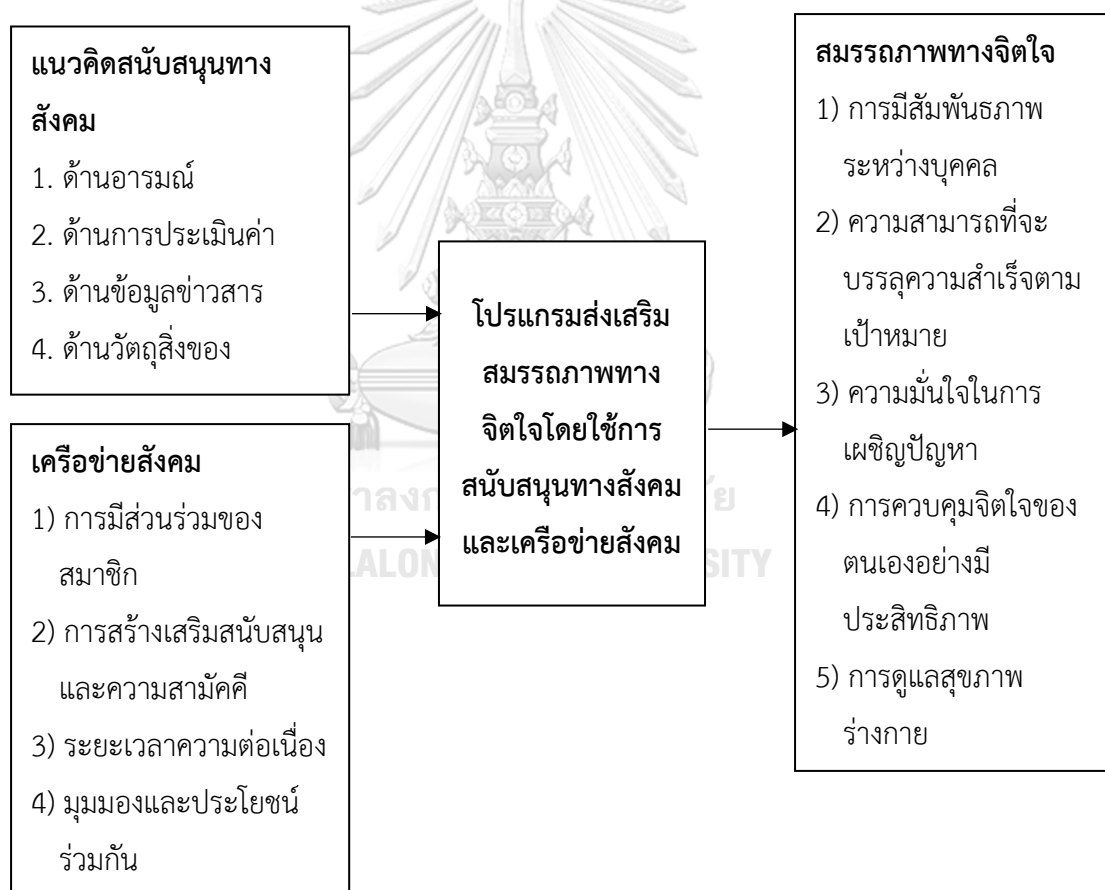 แนวคิดสนับสนุนทาง
สังคม
1. ด้านอารมณ์
2. ด้านการประเมินค่า
3. ด้านข้อมูลข่าวสาร
4. ด้านวัตถุสิ่งของ
เครือข่ายสังคม
1) การมีส่วนร่วมของ
สมาชิก
2) การสร้างเสริมสนับสนุน
และความสามัคคี
3) ระยะเวลาความต่อเนื่อง
4) มุมมองและประโยชน์
ร่วมกัน
โปรแกรมส่งเสริม
สมรรถภาพทาง
จิตใจโดยใช้การ
สนับสนุนทางสังคม
และเครือข่ายสังคม
สมรรถภาพทางจิตใจ
1) การมีสัมพันธภาพ
ระหว่างบุคคล
2) ความสามารถที่จะ
บรรลุความสำเร็จตาม
เป้าหมาย
3) ความมั่นใจในการ
เผชิญปัญหา
4) การควบคุมจิตใจของ
ตนเองอย่างมี
ประสิทธิภาพ
5) การดูแลสุขภาพ
ร่างกาย